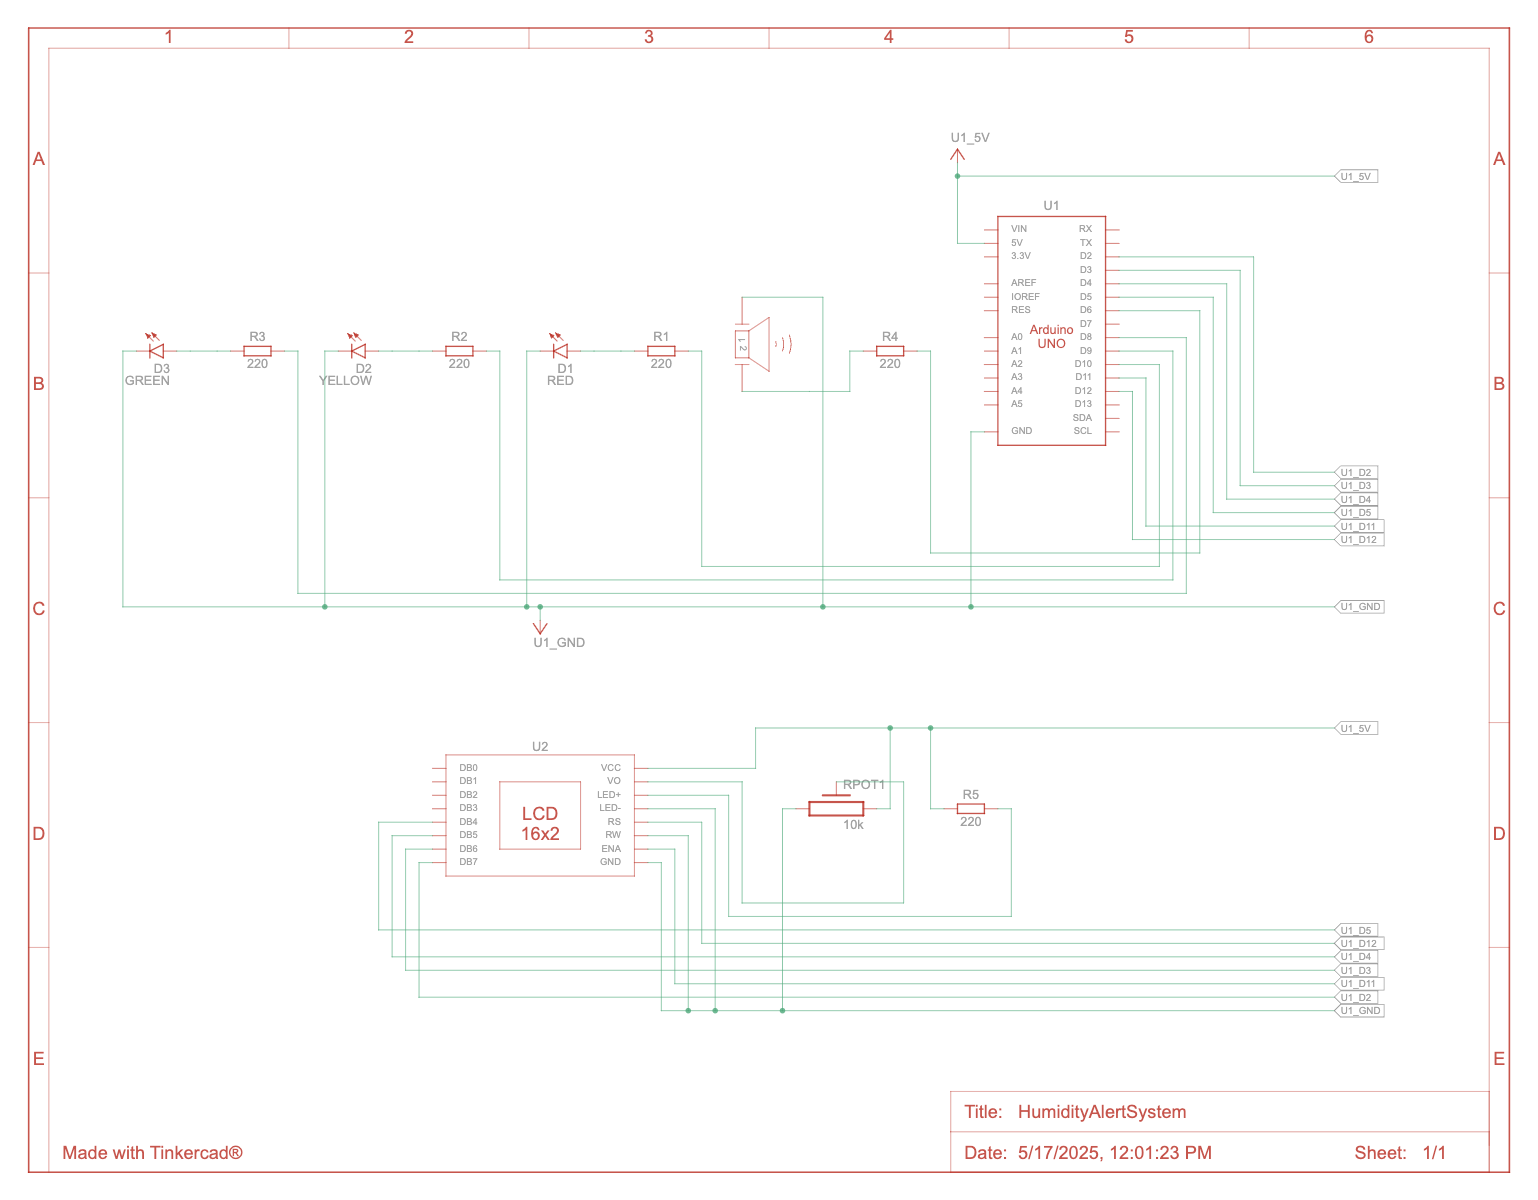 1 2 3 4 5 6
A A
U1_5V
U1_5V
U1
VIN RX
5V TX
3.3V D2
D3
AREF D4
IOREF D5
RES D6
D7
Arduino
UNO
A0 D8
A1 D9
A2 D10
A3 D11
A4 D12
A5 D13
SDA
GND SCL
B B
R3
220
D3
GREEN
R2
220
D2
YELLOW
R1
220
D1
RED
R4
220
U1_D2
U1_D3
U1_D4
U1_D5
U1_D11
U1_D12
C C
U1_GND
U1_GND
U1_5V
U2
DB0 VCC
DB1 VO
DB2 LED+
DB3 LED-
DB4 RS
DB5 RW
DB6 ENA
DB7 GND
LCD
16x2
RPOT1
10k
R5
220
D D
U1_D5
U1_D12
U1_D4
U1_D3
U1_D11
U1_D2
U1_GND
E E
Title: HumidityAlertSystem
Made with Tinkercad®
Date: 5/17/2025, 12:01:23 PM Sheet: 1/1